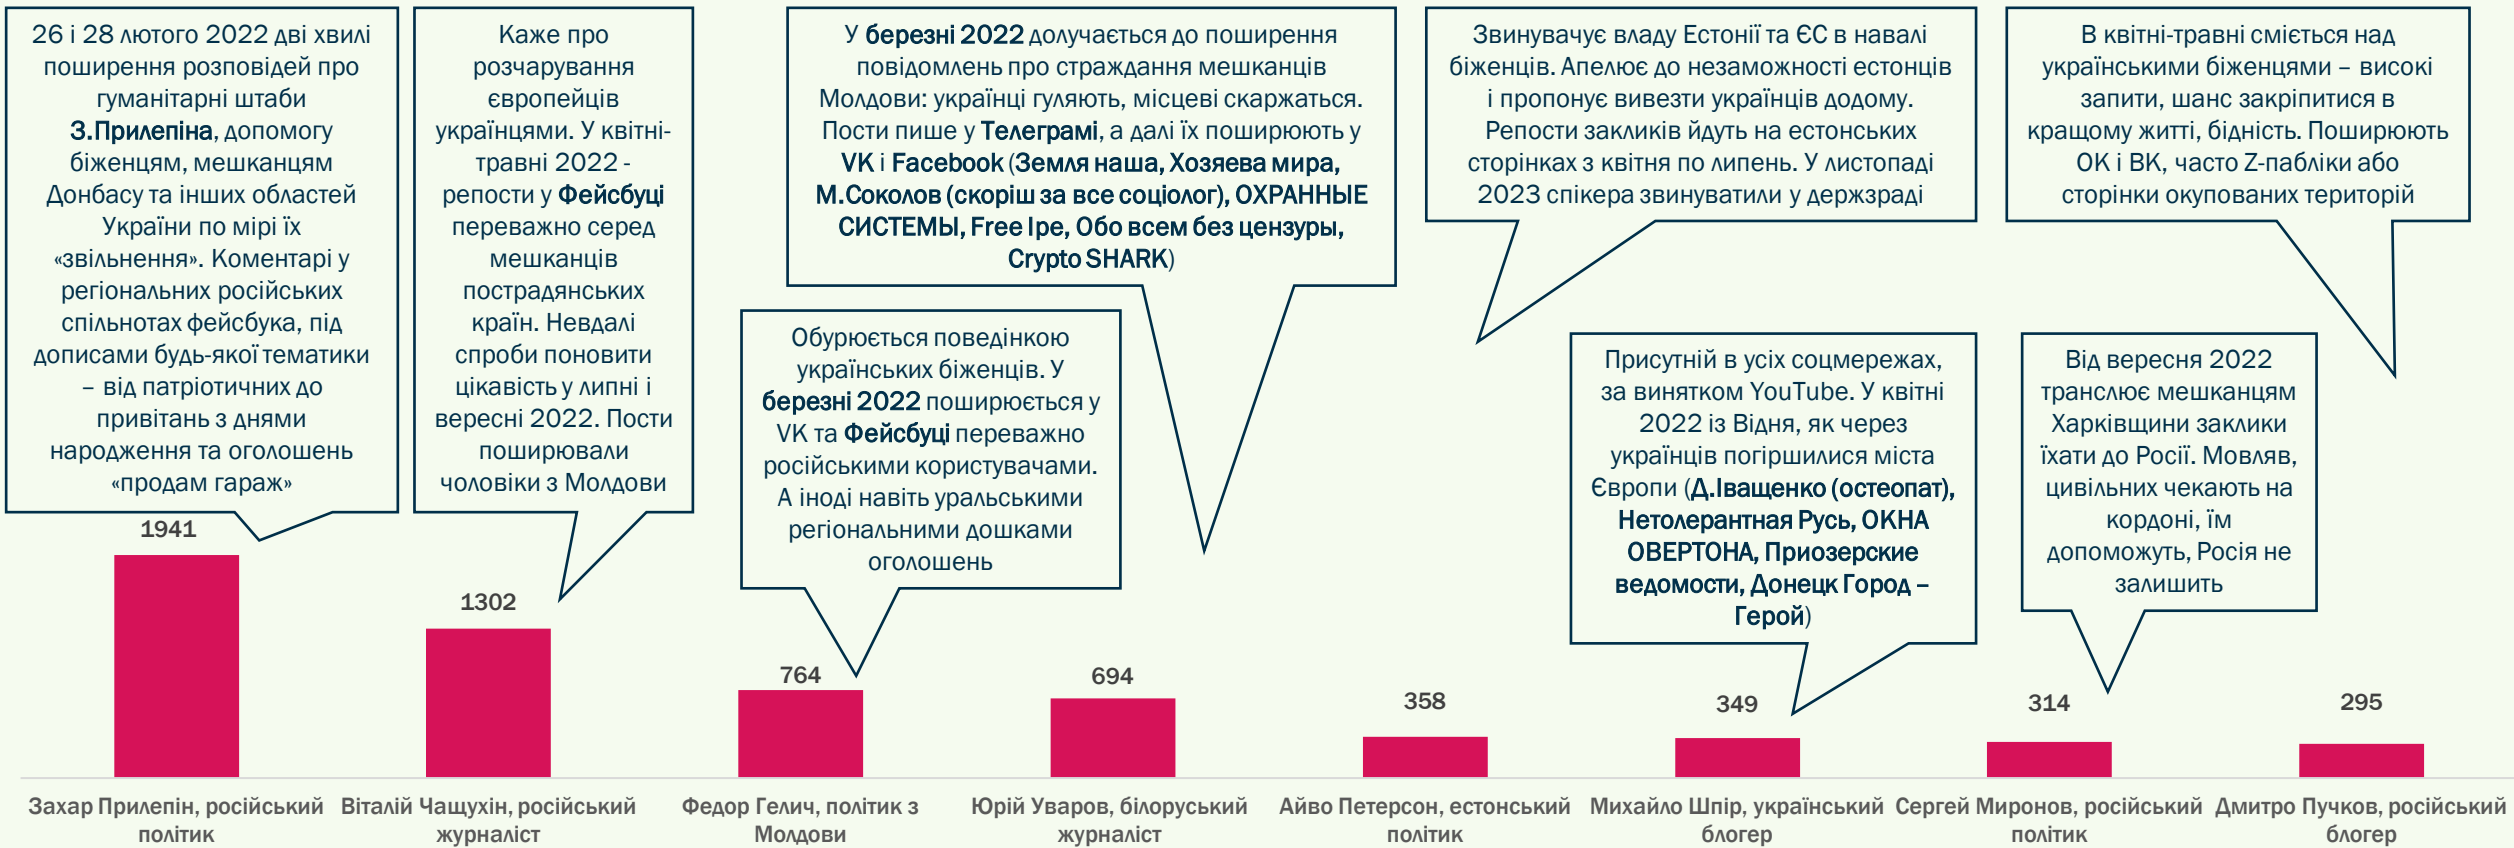 26 і 28 лютого 2022 дві хвилі
поширення розповідей про
гуманітарні штаби
З.Прилепіна, допомогу
біженцям, мешканцям
Донбасу та інших областей
України по мірі їх
«звільнення». Коментарі у
регіональних російських
спільнотах фейсбука, під
дописами будь-якої тематики
– від патріотичних до
привітань з днями
народження та оголошень
«продам гараж»
Каже про
розчарування
європейців
українцями. У квітні-
травні 2022 -
репости у Фейсбуці
переважно серед
мешканців
пострадянських
країн. Невдалі
спроби поновити
цікавість у липні і
вересні 2022. Пости
поширювали
чоловіки з Молдови
Обурюється поведінкою
українських біженців. У
березні 2022 поширюється у
VK та Фейсбуці переважно
російськими користувачами.
А іноді навіть уральськими
регіональними дошками
оголошень
У березні 2022 долучається до поширення
повідомлень про страждання мешканців
Молдови: українці гуляють, місцеві скаржаться.
Пости пише у Телеграмі, а далі їх поширюють у
VK і Facebook (Земля наша, Хозяева мира,
М.Соколов (скоріш за все соціолог), ОХРАННЫЕ
СИСТЕМЫ, Free Ipe, Обо всем без цензуры,
Crypto SHARK)
Звинувачує владу Естонії та ЄС в навалі
біженців. Апелює до незаможності естонців
і пропонує вивезти українців додому.
Репости закликів йдуть на естонських
сторінках з квітня по липень. У листопаді
2023 спікера звинуватили у держзраді
Присутній в усіх соцмережах,
за винятком YouTube. У квітні
2022 із Відня, як через
українців погіршилися міста
Європи (Д.Іващенко (остеопат),
Нетолерантная Русь, ОКНА
ОВЕРТОНА, Приозерские
ведомости, Донецк Город –
Герой)
Від вересня 2022
транслює мешканцям
Харківщини заклики
їхати до Росії. Мовляв,
цивільних чекають на
кордоні, їм
допоможуть, Росія не
залишить
В квітні-травні сміється над
українськими біженцями – високі
запити, шанс закріпитися в
кращому житті, бідність. Поширюють
ОК і ВК, часто Z-пабліки або
сторінки окупованих територій
1941
1302
764
694
358
349
314
295
Захар Прилепін, російський
політик
Віталій Чащухін, російський
журналіст
Федор Гелич, політик з
Молдови
Юрій Уваров, білоруський
журналіст
Айво Петерсон, естонський
політик
Михайло Шпір, український
блогер
Сергей Миронов, російський
політик
Дмитро Пучков, російський
блогер